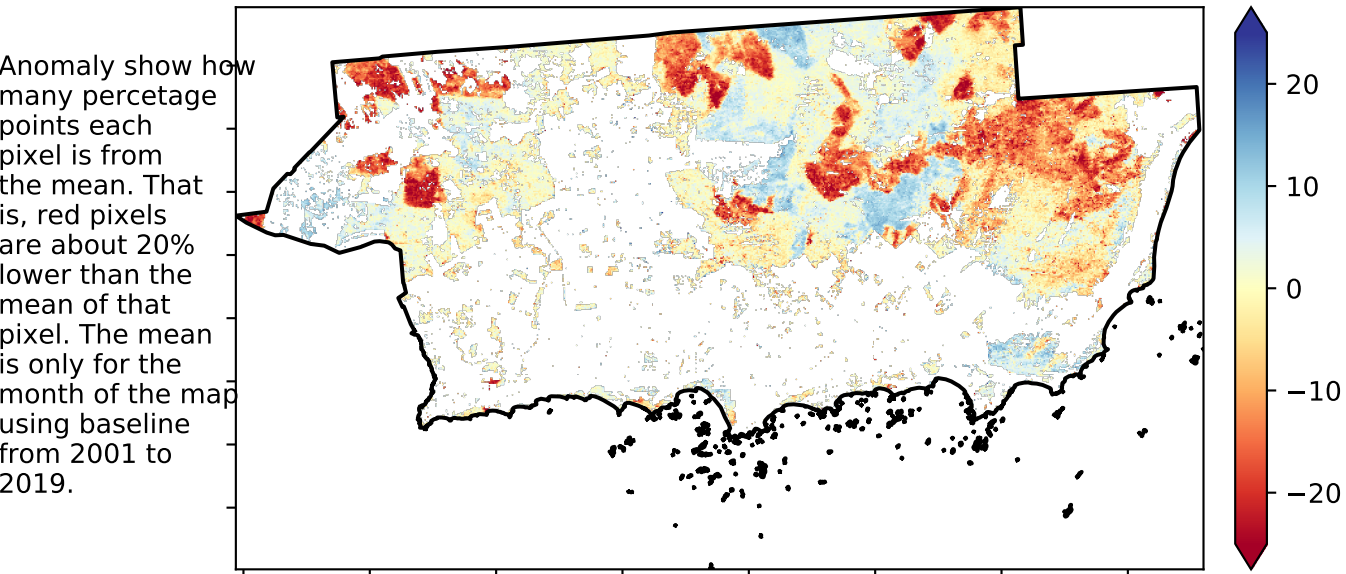 Anomaly show how
many percetage
points each
pixel is from
the mean. That
is, red pixels
are about 20%
lower than the
mean of that
pixel. The mean
is only for the
month of the map
using baseline
from 2001 to
2019.
20
10
0
−10
−20